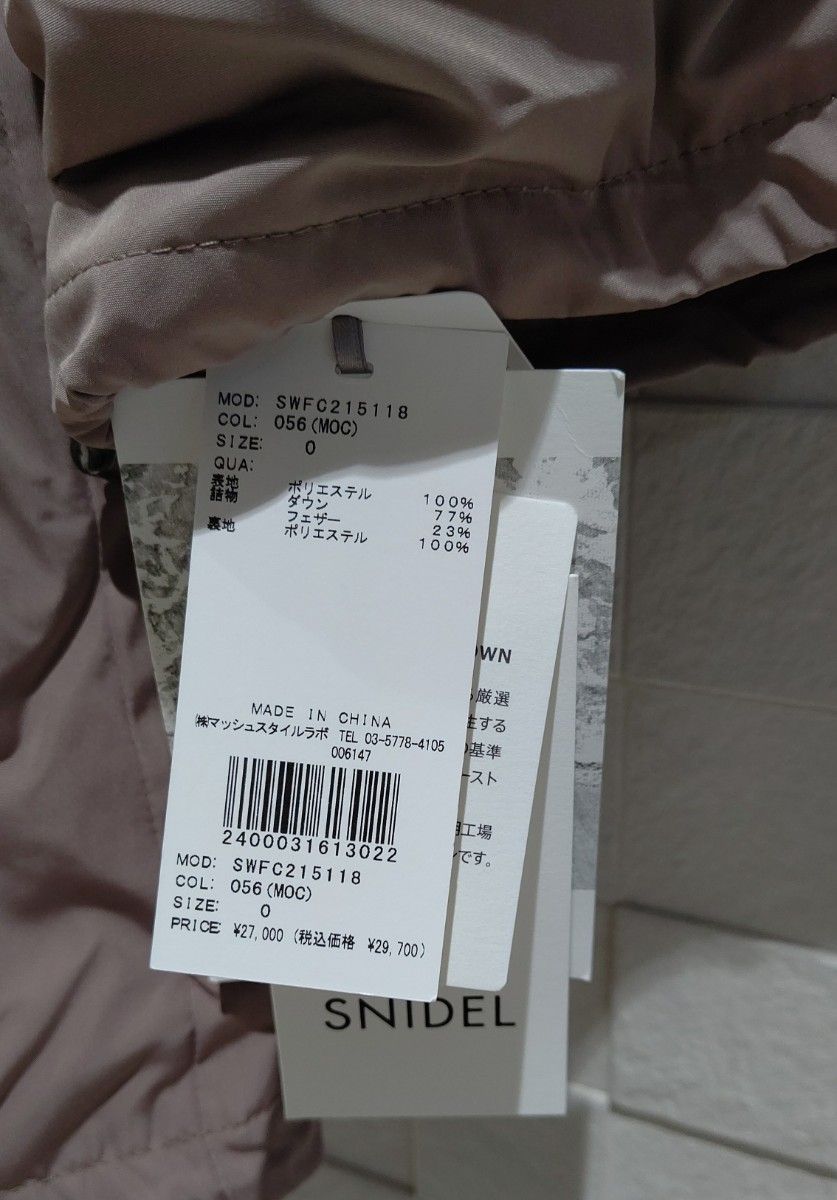 MOD: SWFC215118
COL: 056(MOC)
SIZE: 0
QUA:
表地 ポリエステル 100%
詰物 ダウン 77%
フェザー 23%
裏地 ポリエステル 100%
MADE IN CHINA
㈱マッシュスタイルラボ TEL 03-5778-4105
006147
2400031613022
MOD: SWFC215118
COL: 056(MOC)
SIZE: 0
PRICE: ¥27,000 (税込価格 ¥29,700)
OWN
厳選
する
基準
スト
工場
です。
SNIDEL